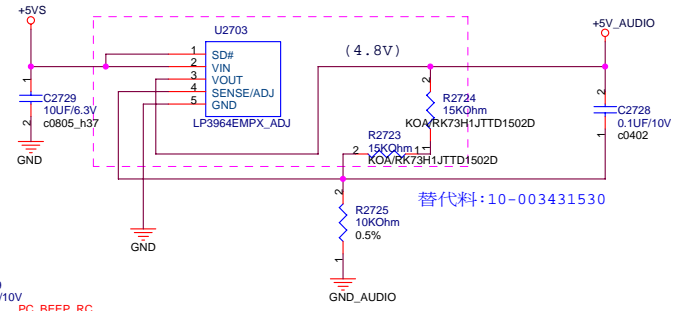 +5VS
+5V_AUDIO
U2703
(4.8V)
1 SD#
2 VIN
3 VOUT
4 SENSE/ADJ
5 GND
LP3964EMPX_ADJ
1
C2729
10UF/6.3V
c0805_h37
2
GND
2
R2724
15KOhm
KOA/RK73H1JTTD1502D
1
R2723
15KOhm
2
1
KOA/RK73H1JTTD1502D
2
C2728
0.1UF/10V
c0402
1
替代料:10-003431530
2
R2725
10KOhm
0.5%
1
GND
GND_AUDIO
/10V
PC_BEEP_RC